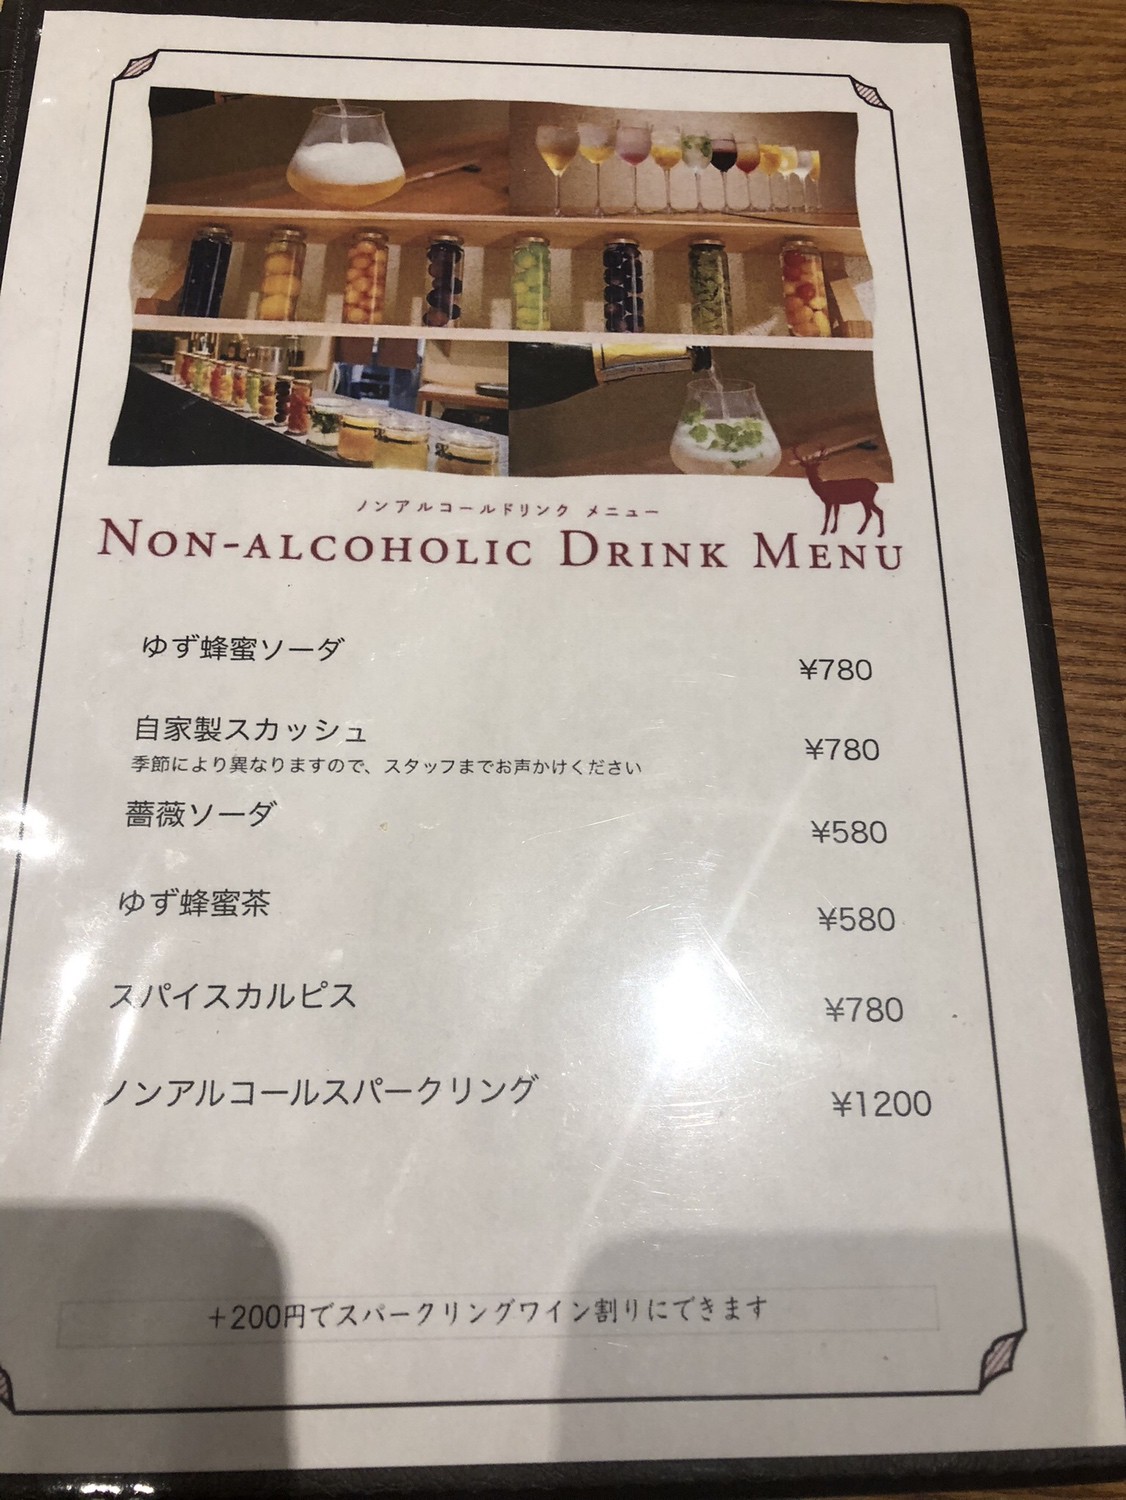 ノンアルコールドリンク メニュー
NON-ALCOHOLIC DRINK MENU
ゆず蜂蜜ソーダ ¥780
自家製スカッシュ ¥780
季節により異なりますので、スタッフまでお声かけください
薔薇ソーダ ¥580
ゆず蜂蜜茶 ¥580
スパイスカルピス ¥780
ノンアルコールスパークリング ¥1200
+200円でスパークリングワイン割りにできます